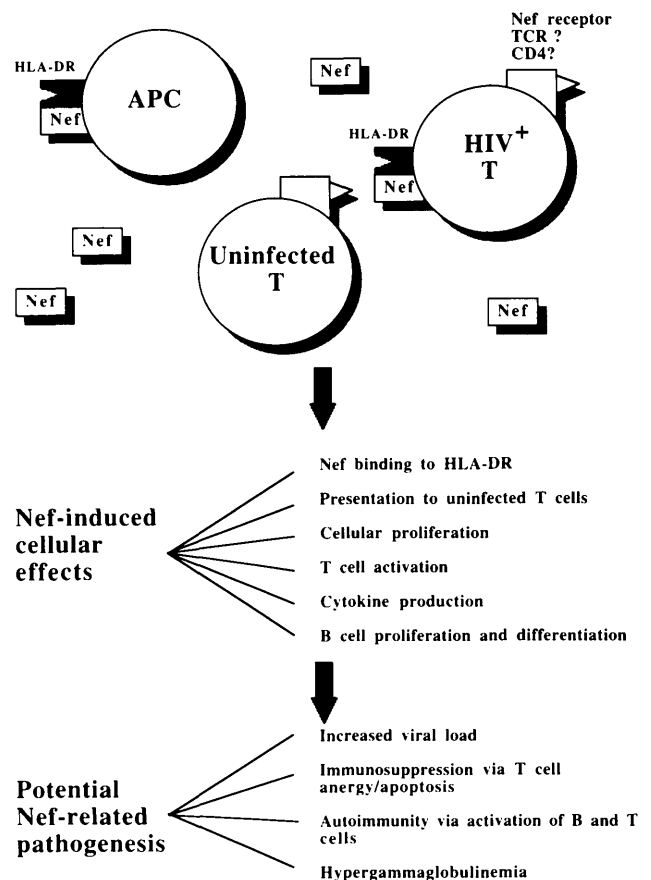 Nef receptor
TCR ?
CD4?
HLA-DR
APC
Nef
Nef
HLA-DR
HIV+
T
Nef
Uninfected
T
Nef
Nef
Nef
Nef-induced
cellular
effects
Nef binding to HLA-DR
Presentation to uninfected T cells
Cellular proliferation
T cell activation
Cytokine production
B cell proliferation and differentiation
Potential
Nef-related
pathogenesis
Increased viral load
Immunosuppression via T cell
anergy/apoptosis
Autoimmunity via activation of B and T
cells
Hypergammaglobulinemia